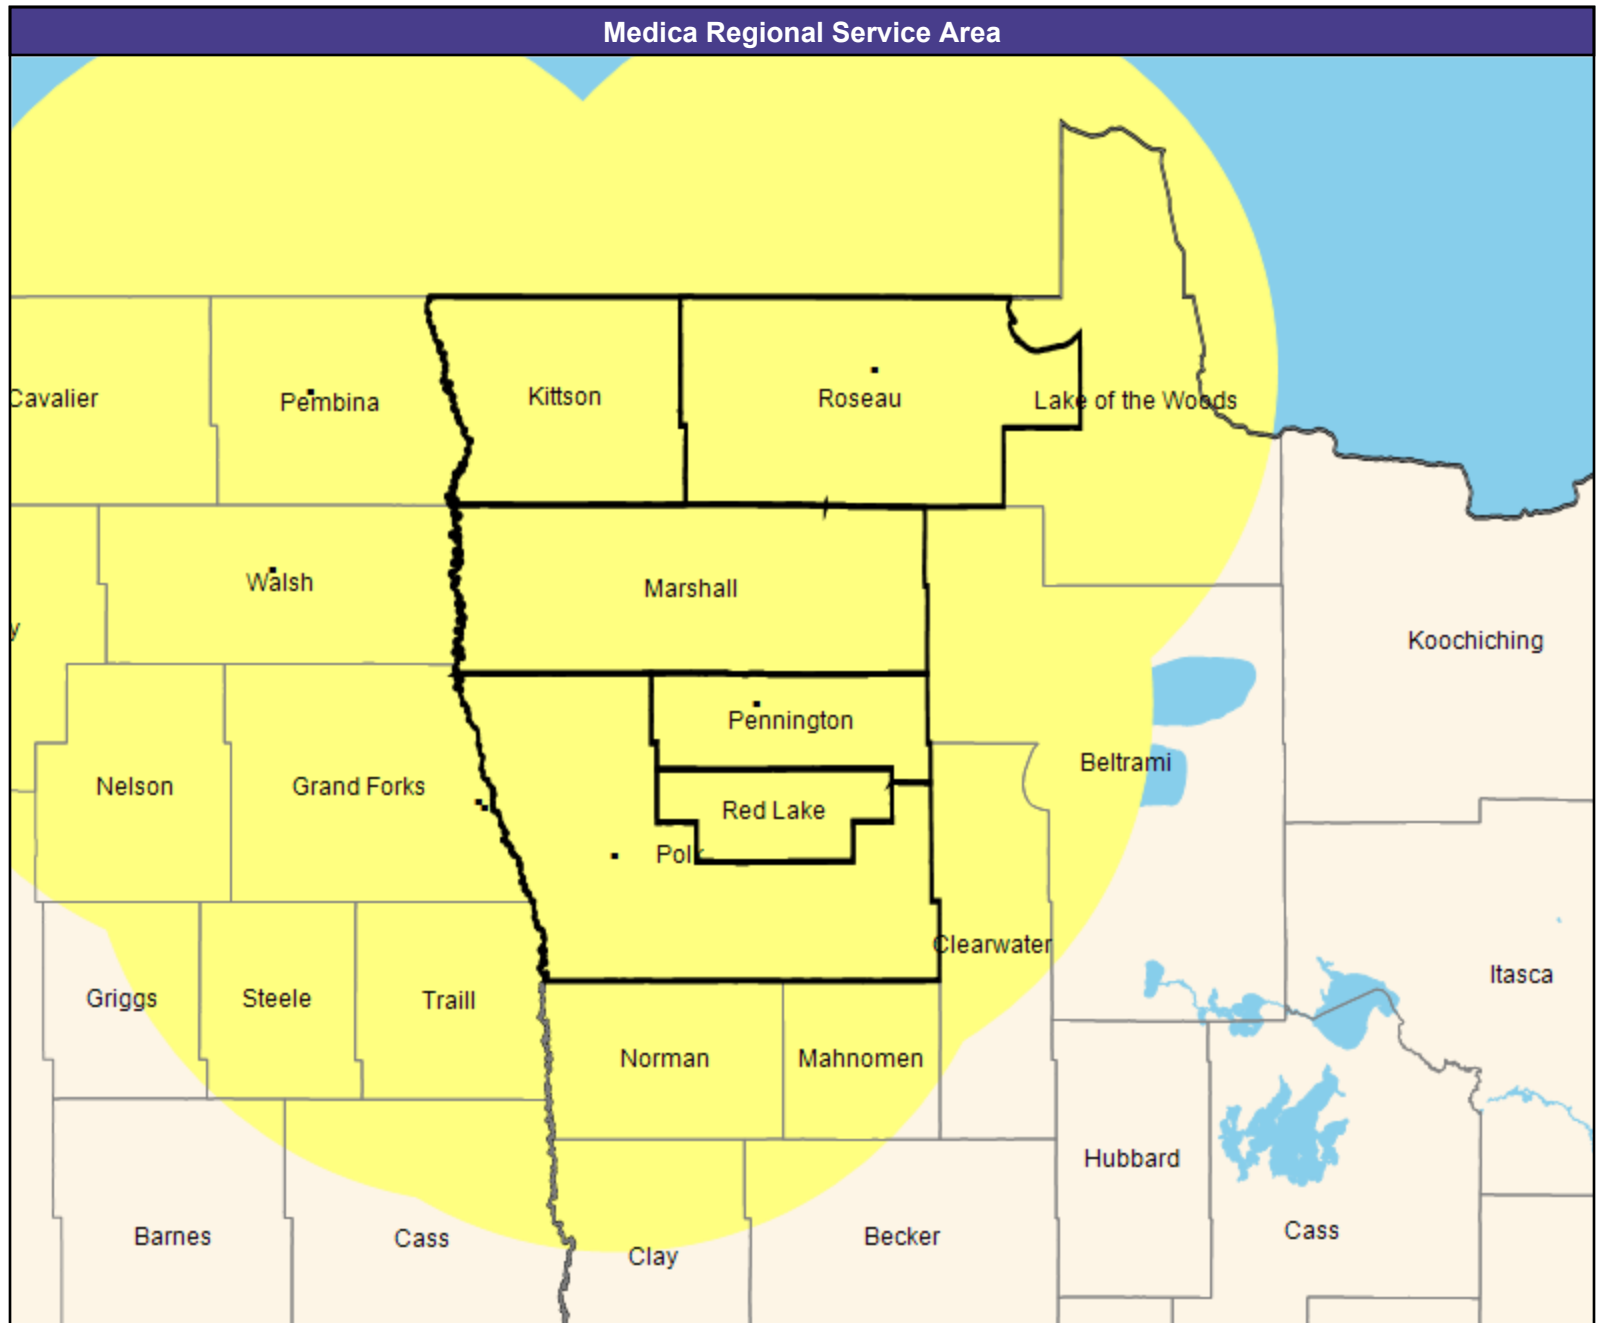 Medica Regional Service Area
Kittson
Cavalier
Pembina
Roseau
Lake of the Woods
Walsh
Marshall
y
Koochiching
Pennington
Beltrami
Nelson
Grand Forks
Red Lake
Polk
Clearwater
Griggs
Steele
Traill
Itasca
Norman
Mahnomen
Hubbard
Barnes
Cass
Clay
Becker
Cass